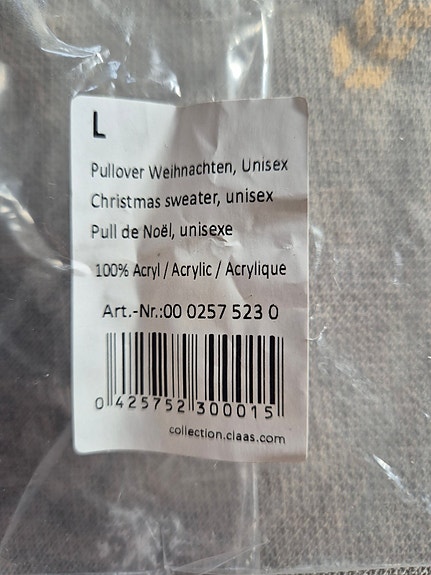 L
Pullover Weihnachten, Unisex
Christmas sweater, unisex
Pull de Noël, unisexe
100% Acryl / Acrylic / Acrylique
Art.-Nr.:00 0257 523 0
0 425752 300015
collection.claas.com